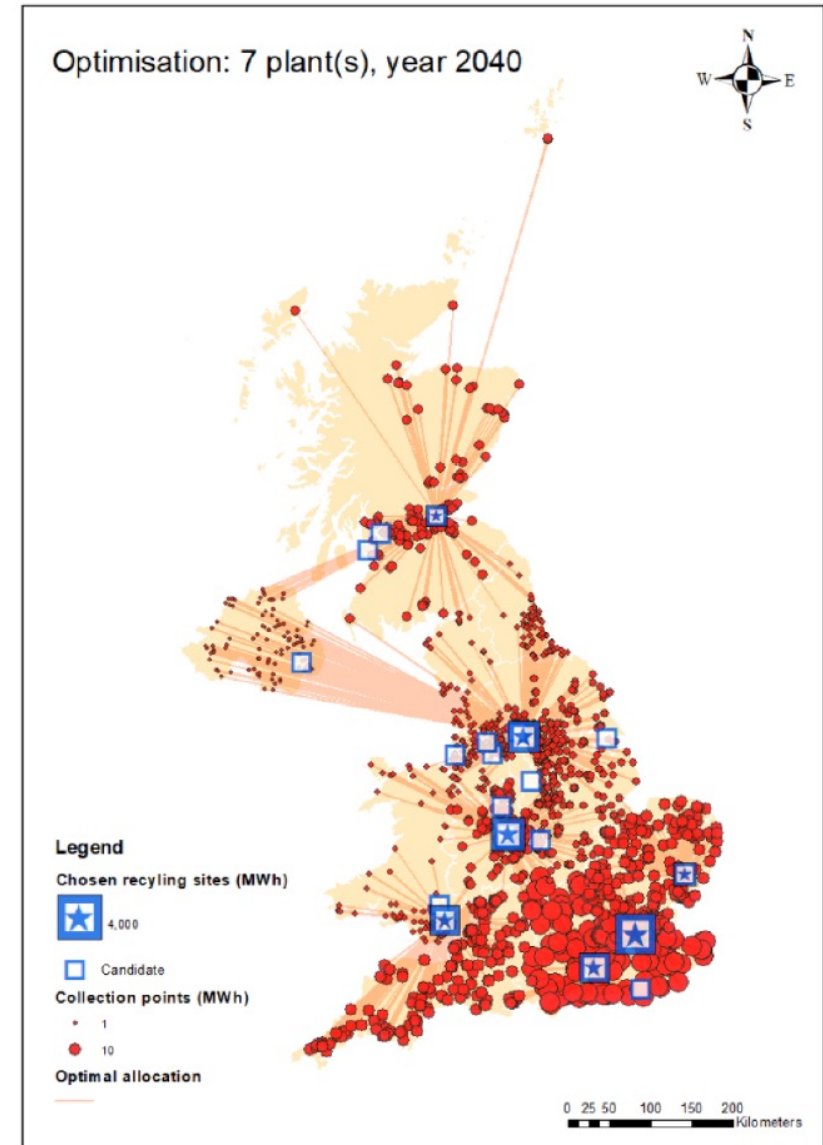 Optimisation: 7 plant(s), year 2040
N
W E
S
Legend
Chosen recyling sites (MWh)
4,000
Candidate
Collection points (MWh)
1
10
Optimal allocation
0 25 50 100 150 200
Kilometers